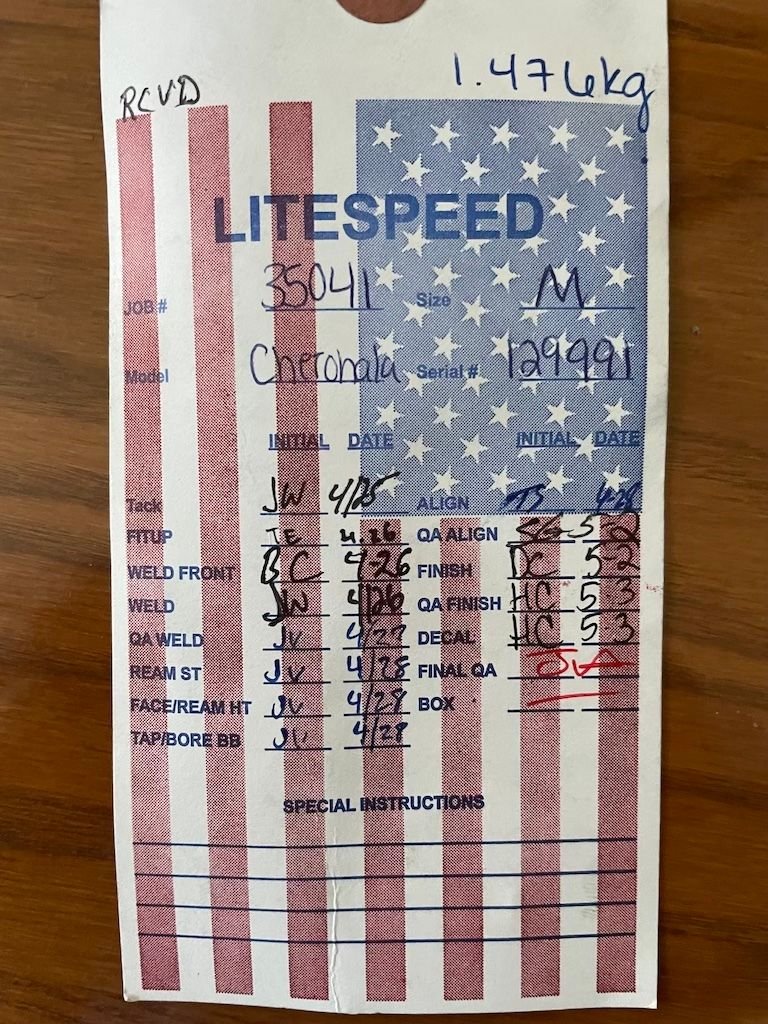 RCVD 1.476kg
LITESPEED
JOB # 35041 Size M
Model Cherohala Serial # 129991
INITIAL DATE INITIAL DATE
Tack JW 4/25 ALIGN TS 4-28
FITUP TE 4.26 QA ALIGN SG 5 2
WELD FRONT BC 4-26 FINISH DC 5 2
WELD JW 4/26 QA FINISH HC 5 3
QA WELD JV 4/27 DECAL HC 5 3
REAM ST JV 4/28 FINAL QA
FACE/REAM HT JV 4/28 BOX
TAP/BORE BB JV 4/28
SPECIAL INSTRUCTIONS